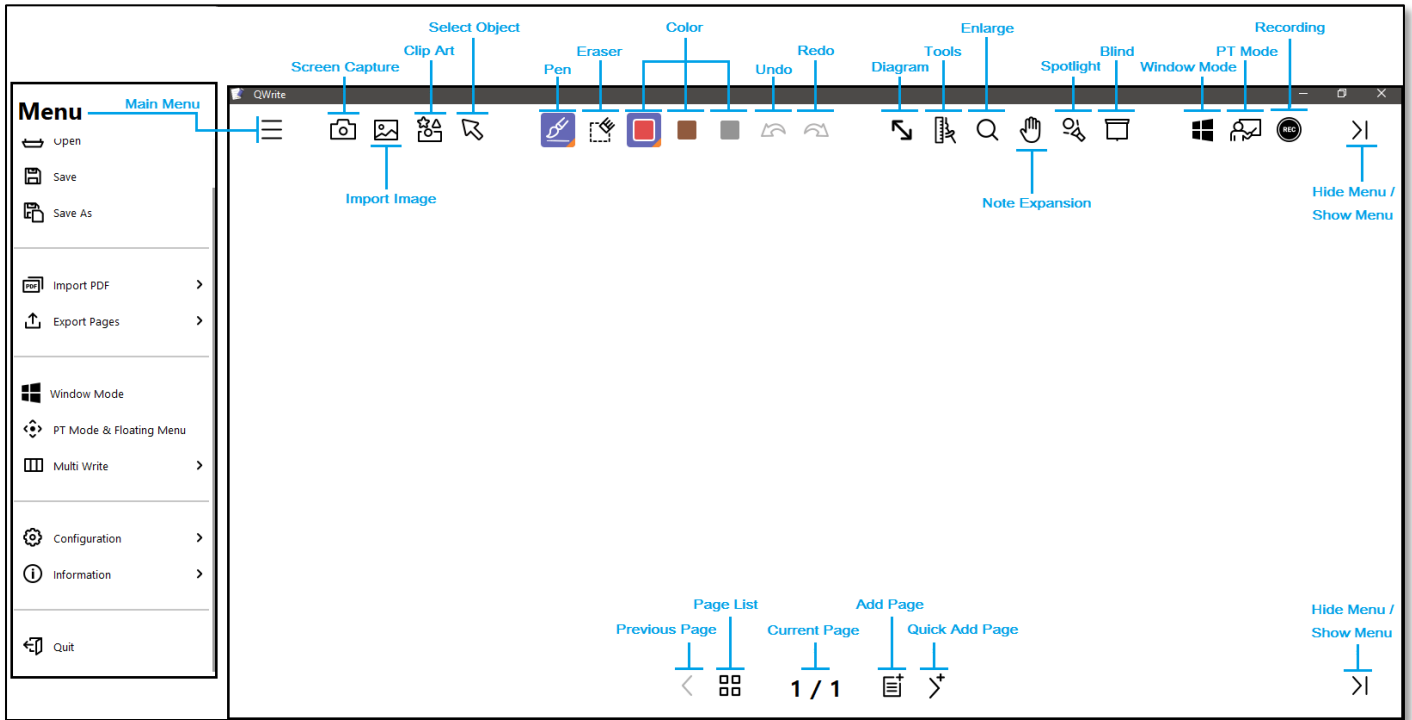 Select Object
Color
Enlarge
Recording
Clip Art
Eraser
Redo
Tools
Blind
PT Mode
Screen Capture
Pen
Undo
Diagram
Spotlight
Window Mode
QWrite
Menu
Main Menu
REC
Import Image
Note Expansion
Hide Menu /
Show Menu
Open
Save
Save As
PDF
Import PDF
Export Pages
Window Mode
PT Mode & Floating Menu
Multi Write
Configuration
Information
Quit
Page List
Add Page
Previous Page
Current Page
Quick Add Page
Hide Menu /
Show Menu
1 / 1